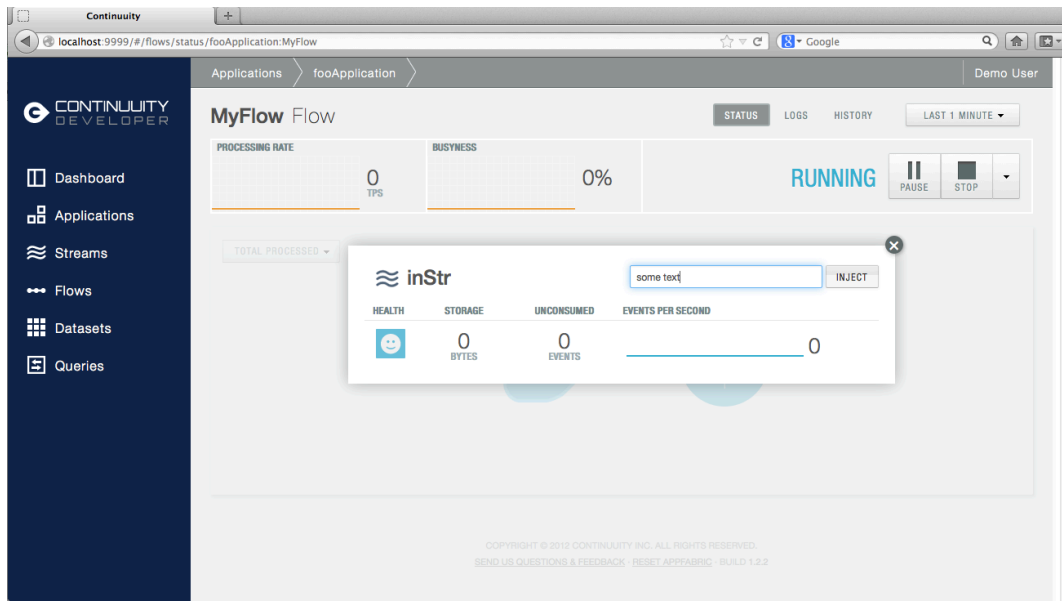 Continuity
+
localhost:9999/#/flows/status/fooApplication:MyFlow
Google
Applications
fooApplication
Demo User
CONTINUUITY
DEVELOPER
MyFlow Flow
STATUS
LOGS
HISTORY
LAST 1 MINUTE
PROCESSING RATE
0
TPS
BUSYNESS
0%
RUNNING
PAUSE
STOP
Dashboard
Applications
Streams
Flows
Datasets
Queries
TOTAL PROCESSED
inStr
some text
INJECT
HEALTH
STORAGE
UNCONSUMED
EVENTS PER SECOND
0
BYTES
0
EVENTS
0
COPYRIGHT © 2012 CONTINUUITY INC. ALL RIGHTS RESERVED.
SEND US QUESTIONS & FEEDBACK - RESET APPFABRIC - BUILD 1.2.2